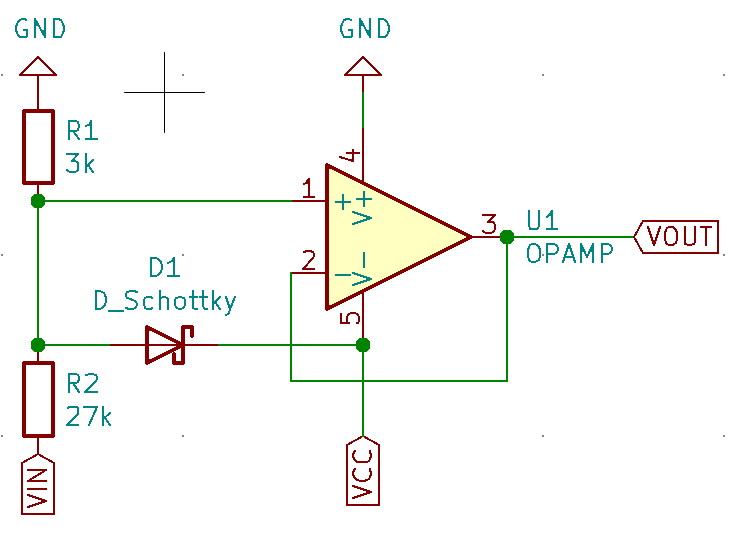 GND
GND
R1
3k
4
1
V+
+
3
U1
VOUT
OPAMP
2
V-
-
D1
D_Schottky
5
R2
27k
VIN
VCC